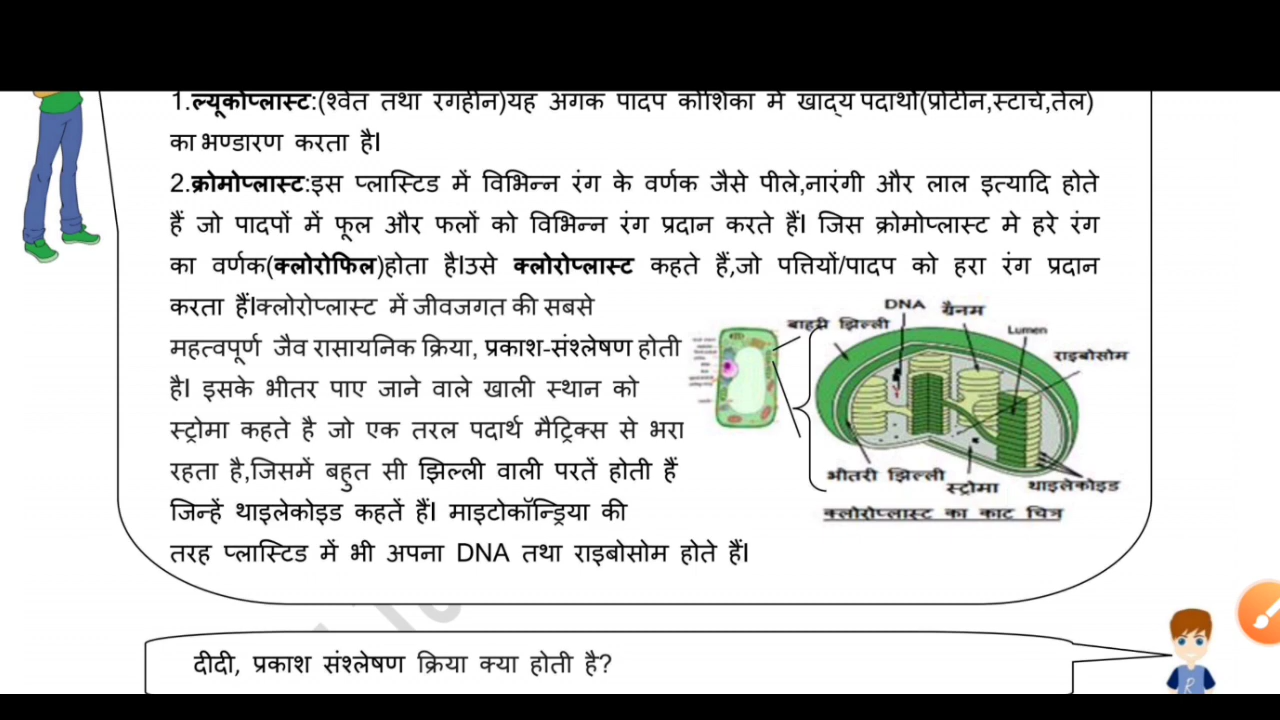 1.ल्यूकोप्लास्ट:(श्वेत तथा रंगहीन)यह अंगक पादप कोशिका में खाद्य पदार्थो(प्रोटीन,स्टार्च,तेल)
का भण्डारण करता है।
2.क्रोमोप्लास्ट:इस प्लास्टिड में विभिन्न रंग के वर्णक जैसे पीले,नारंगी और लाल इत्यादि होते
हैं जो पादपों में फूल और फलों को विभिन्न रंग प्रदान करते हैं। जिस क्रोमोप्लास्ट मे हरे रंग
का वर्णक(क्लोरोफिल)होता है।उसे क्लोरोप्लास्ट कहते हैं,जो पत्तियों/पादप को हरा रंग प्रदान
करता हैं।क्लोरोप्लास्ट में जीवजगत की सबसे
महत्वपूर्ण जैव रासायनिक क्रिया, प्रकाश-संश्लेषण होती
है। इसके भीतर पाए जाने वाले खाली स्थान को
स्ट्रोमा कहते है जो एक तरल पदार्थ मैट्रिक्स से भरा
रहता है,जिसमें बहुत सी झिल्ली वाली परतें होती हैं
जिन्हें थाइलेकोइड कहतें हैं। माइटोकॉन्ड्रिया की
तरह प्लास्टिड में भी अपना DNA तथा राइबोसोम होते हैं।
DNA
ग्रैनम
बाहरी झिल्ली
Lumen
राइबोसोम
भीतरी झिल्ली
स्ट्रोमा
थाइलेकोइड
क्लोरोप्लास्ट का काट चित्र
दीदी, प्रकाश संश्लेषण क्रिया क्या होती है?
R